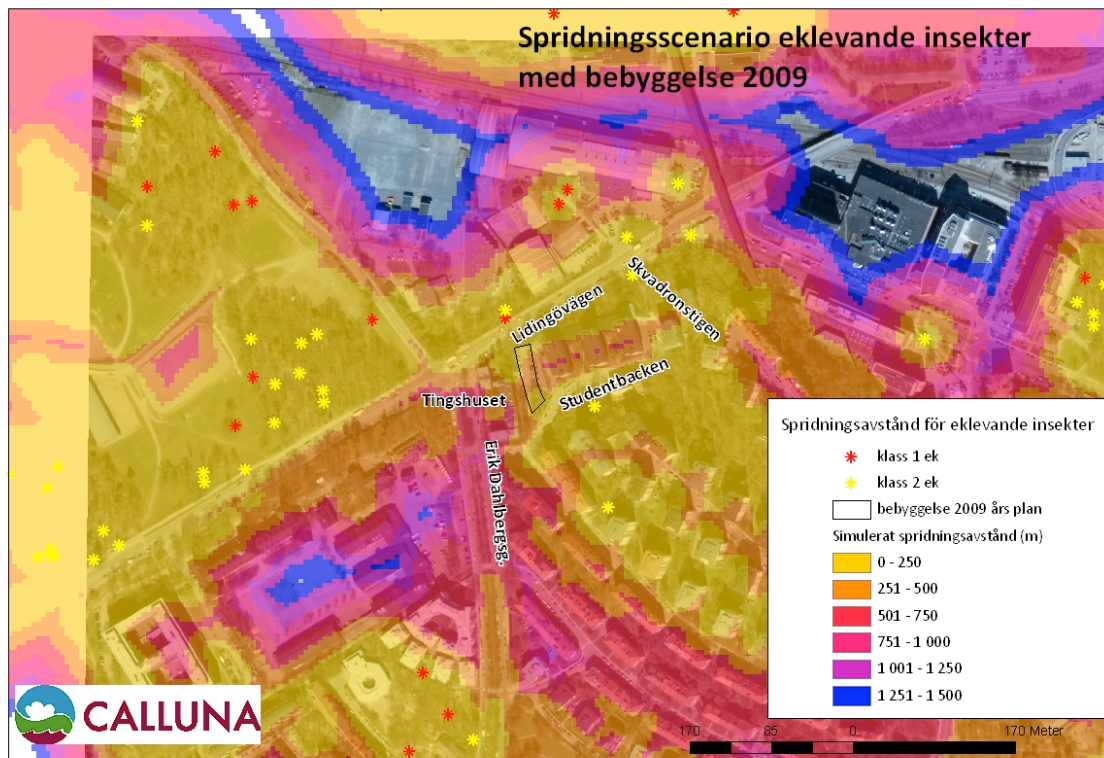 Spridningsscenario eklevande insekter
med bebyggelse 2009
Lidingövägen
Skvadronstigen
Studentbacken
Tingshuset
Erik Dahlbergsg.
Spridningsavstånd för eklevande insekter
klass 1 ek
klass 2 ek
bebyggelse 2009 års plan
Simulerat spridningsavstånd (m)
0 - 250
251 - 500
501 - 750
751 - 1 000
1 001 - 1 250
1 251 - 1 500
CALLUNA
170 85 0 170 Meter